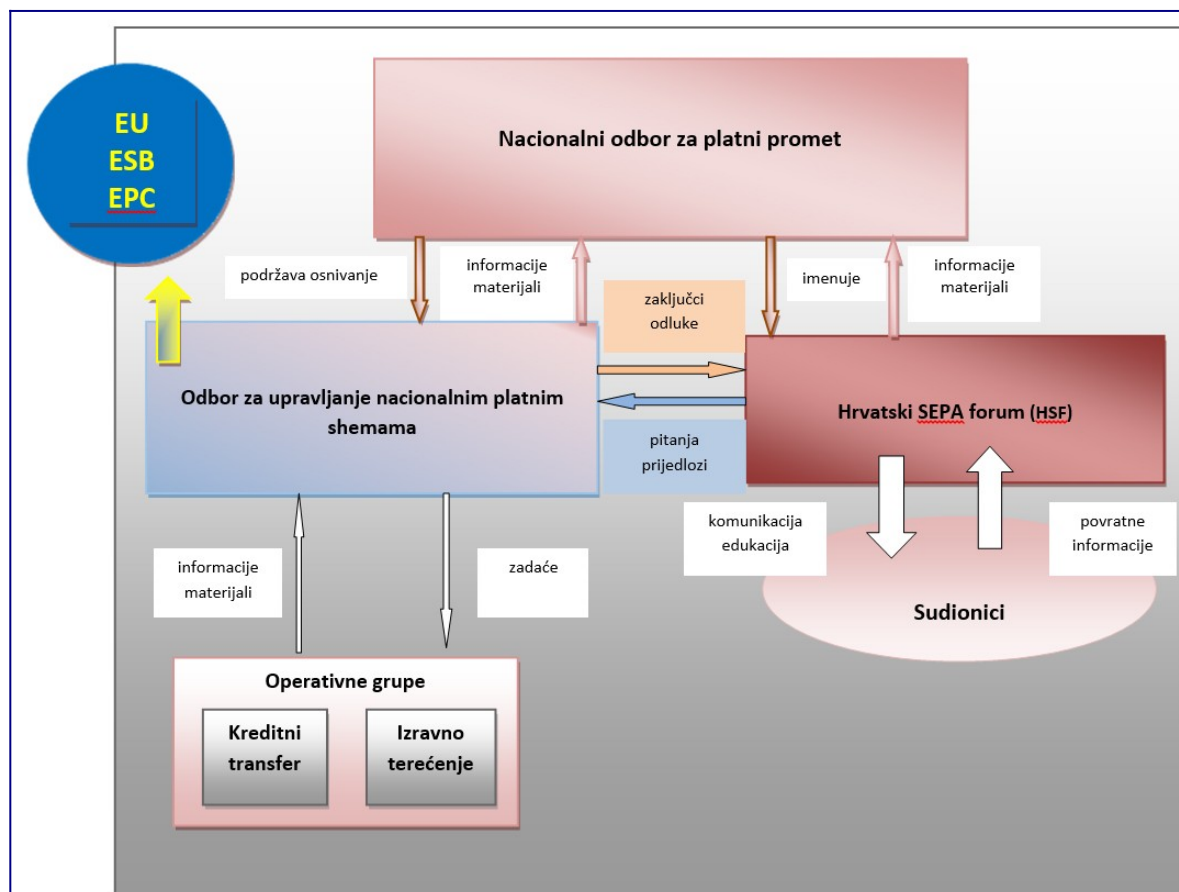 EU
ESB
EPC
Nacionalni odbor za platni promet
podržava osnivanje
informacije
materijali
imenuje
informacije
materijali
zaključci
odluke
Odbor za upravljanje nacionalnim platnim
shemama
Hrvatski SEPA forum (HSF)
pitanja
prijedlozi
komunikacija
edukacija
povratne
informacije
informacije
materijali
zadaće
Sudionici
Operativne grupe
Kreditni
transfer
Izravno
terećenje